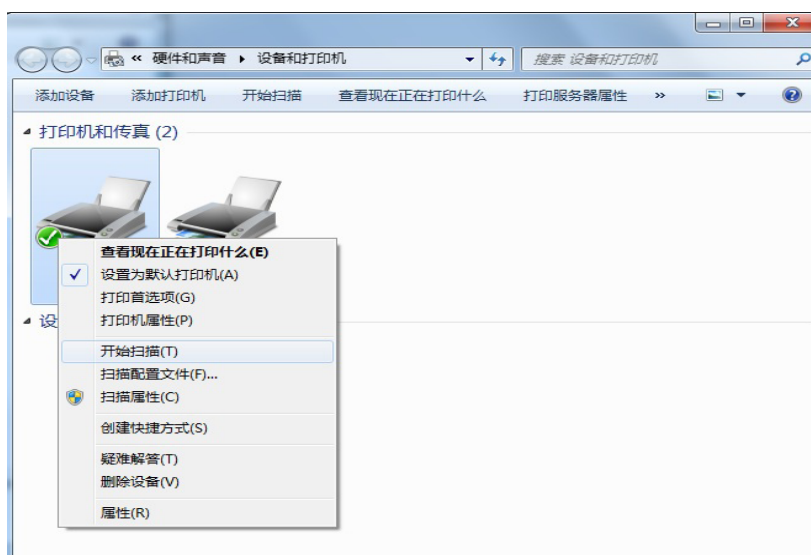 « 硬件和声音 ▸ 设备和打印机
搜索 设备和打印机
添加设备 添加打印机 开始扫描 查看现在正在打印什么 打印服务器属性 »
打印机和传真 (2)
查看现在正在打印什么(E)
设置为默认打印机(A)
打印首选项(G)
打印机属性(P)
设
开始扫描(T)
扫描配置文件(F)...
扫描属性(C)
创建快捷方式(S)
疑难解答(T)
删除设备(V)
属性(R)